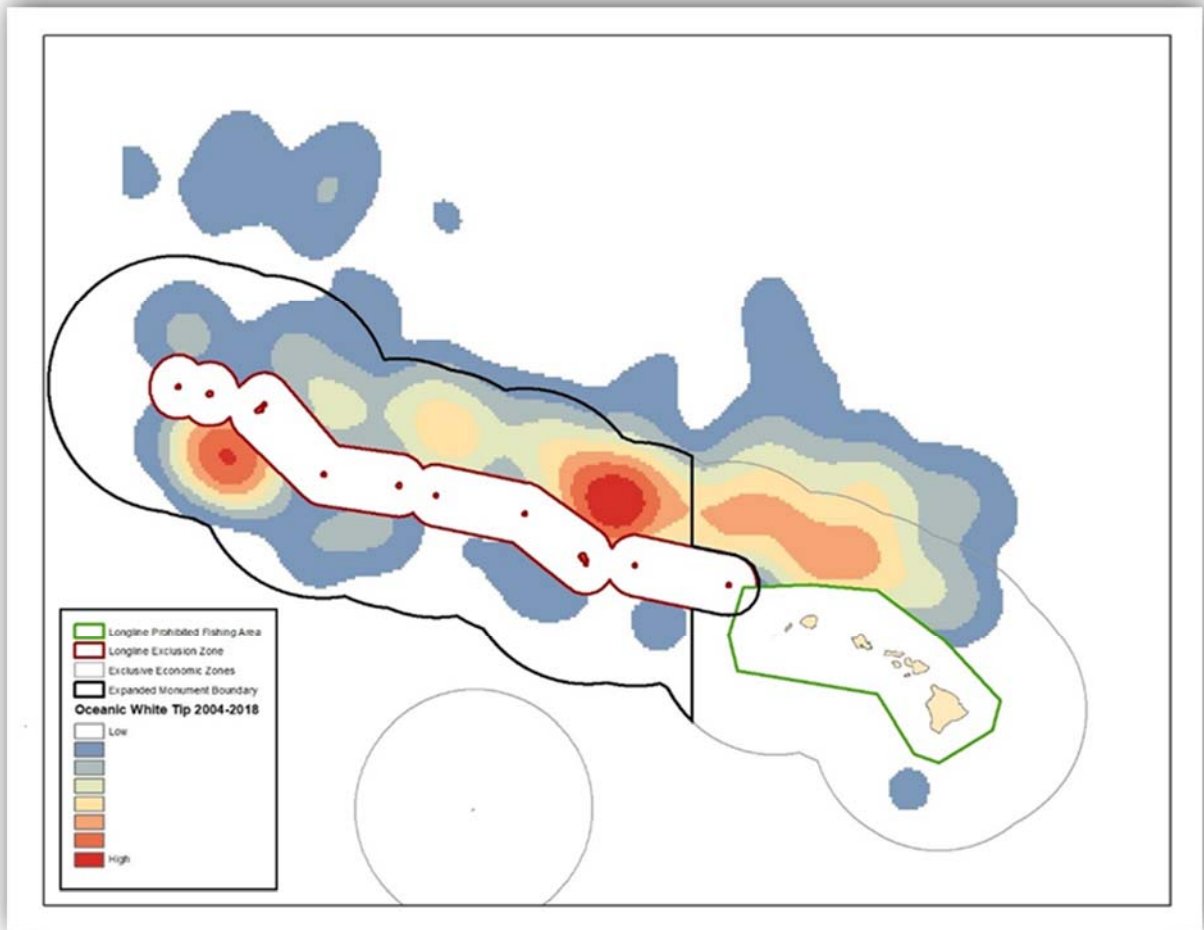 Longline Prohibited Fishing Area
Longline Exclusion Zone
Exclusive Economic Zones
Expanded Monument Boundary
Oceanic White Tip 2004-2018
Low
High